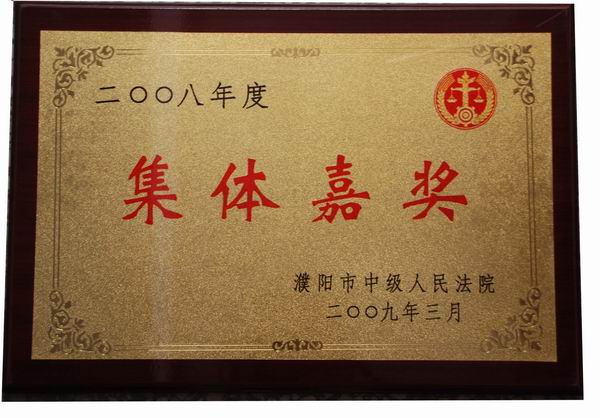 二〇〇八年度
集体嘉奖
濮阳市中级人民法院
二〇〇九年三月